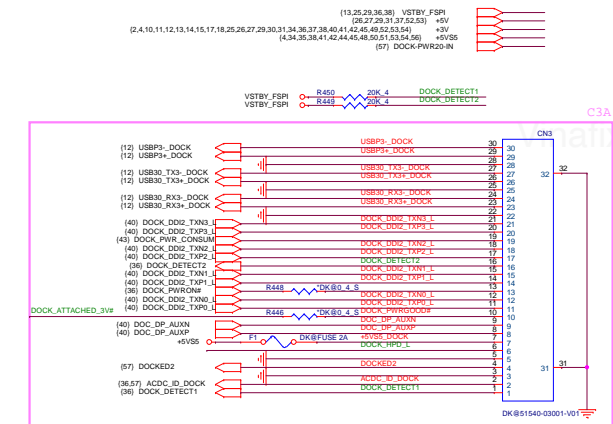 (13,25,29,36,38) VSTBY_FSPI
(26,27,29,31,37,52,53) +5V
(2,4,10,11,12,13,14,15,17,18,25,26,27,29,30,31,34,36,37,38,40,41,42,45,49,52,53,54) +3V
(4,34,35,38,41,42,44,45,48,50,51,53,54,56) +5VS5
(57) DOCK-PWR20-IN
VSTBY_FSPI R450 20K_4 DOCK_DETECT1
VSTBY_FSPI R449 20K_4 DOCK_DETECT2
C3A
CN3
(12) USBP3-_DOCK USBP3-_DOCK 30 30
(12) USBP3+_DOCK USBP3+_DOCK 29 29
28 28
(12) USB30_TX3-_DOCK USB30_TX3-_DOCK 27 27 32 32
(12) USB30_TX3+_DOCK USB30_TX3+_DOCK 26 26
25 25
(12) USB30_RX3-_DOCK USB30_RX3-_DOCK 24 24
(12) USB30_RX3+_DOCK USB30_RX3+_DOCK 23 23
22 22
(40) DOCK_DDI2_TXN3_L DOCK_DDI2_TXN3_L 21 21
(40) DOCK_DDI2_TXP3_L DOCK_DDI2_TXP3_L 20 20
(43) DOCK_PWR_CONSUM 19 19
(40) DOCK_DDI2_TXN2_L DOCK_DDI2_TXN2_L 18 18
(40) DOCK_DDI2_TXP2_L DOCK_DDI2_TXP2_L 17 17
(36) DOCK_DETECT2 DOCK_DETECT2 16 16
(40) DOCK_DDI2_TXN1_L DOCK_DDI2_TXN1_L 15 15
(40) DOCK_DDI2_TXP1_L DOCK_DDI2_TXP1_L 14 14
(36) DOCK_PWRON# R448 *DK@0_4_S 13 13
(40) DOCK_DDI2_TXN0_L DOCK_DDI2_TXN0_L 12 12
(40) DOCK_DDI2_TXP0_L DOCK_DDI2_TXP0_L 11 11
DOCK_ATTACHED_3V# R446 *DK@0_4_S DOCK_PWRGOOD# 10 10
(40) DOC_DP_AUXN DOC_DP_AUXN 9 9
(40) DOC_DP_AUXP DOC_DP_AUXP 8 8
+5VS5 F1 DK@FUSE 2A +5VS5_DOCK 7 7
DOCK_HPD_L 6 6
5 5
(57) DOCKED2 DOCKED2 4 4 31 31
3 3
(36,57) ACDC_ID_DOCK ACDC_ID_DOCK 2 2
(36) DOCK_DETECT1 DOCK_DETECT1 1 1
DK@51540-03001-V01